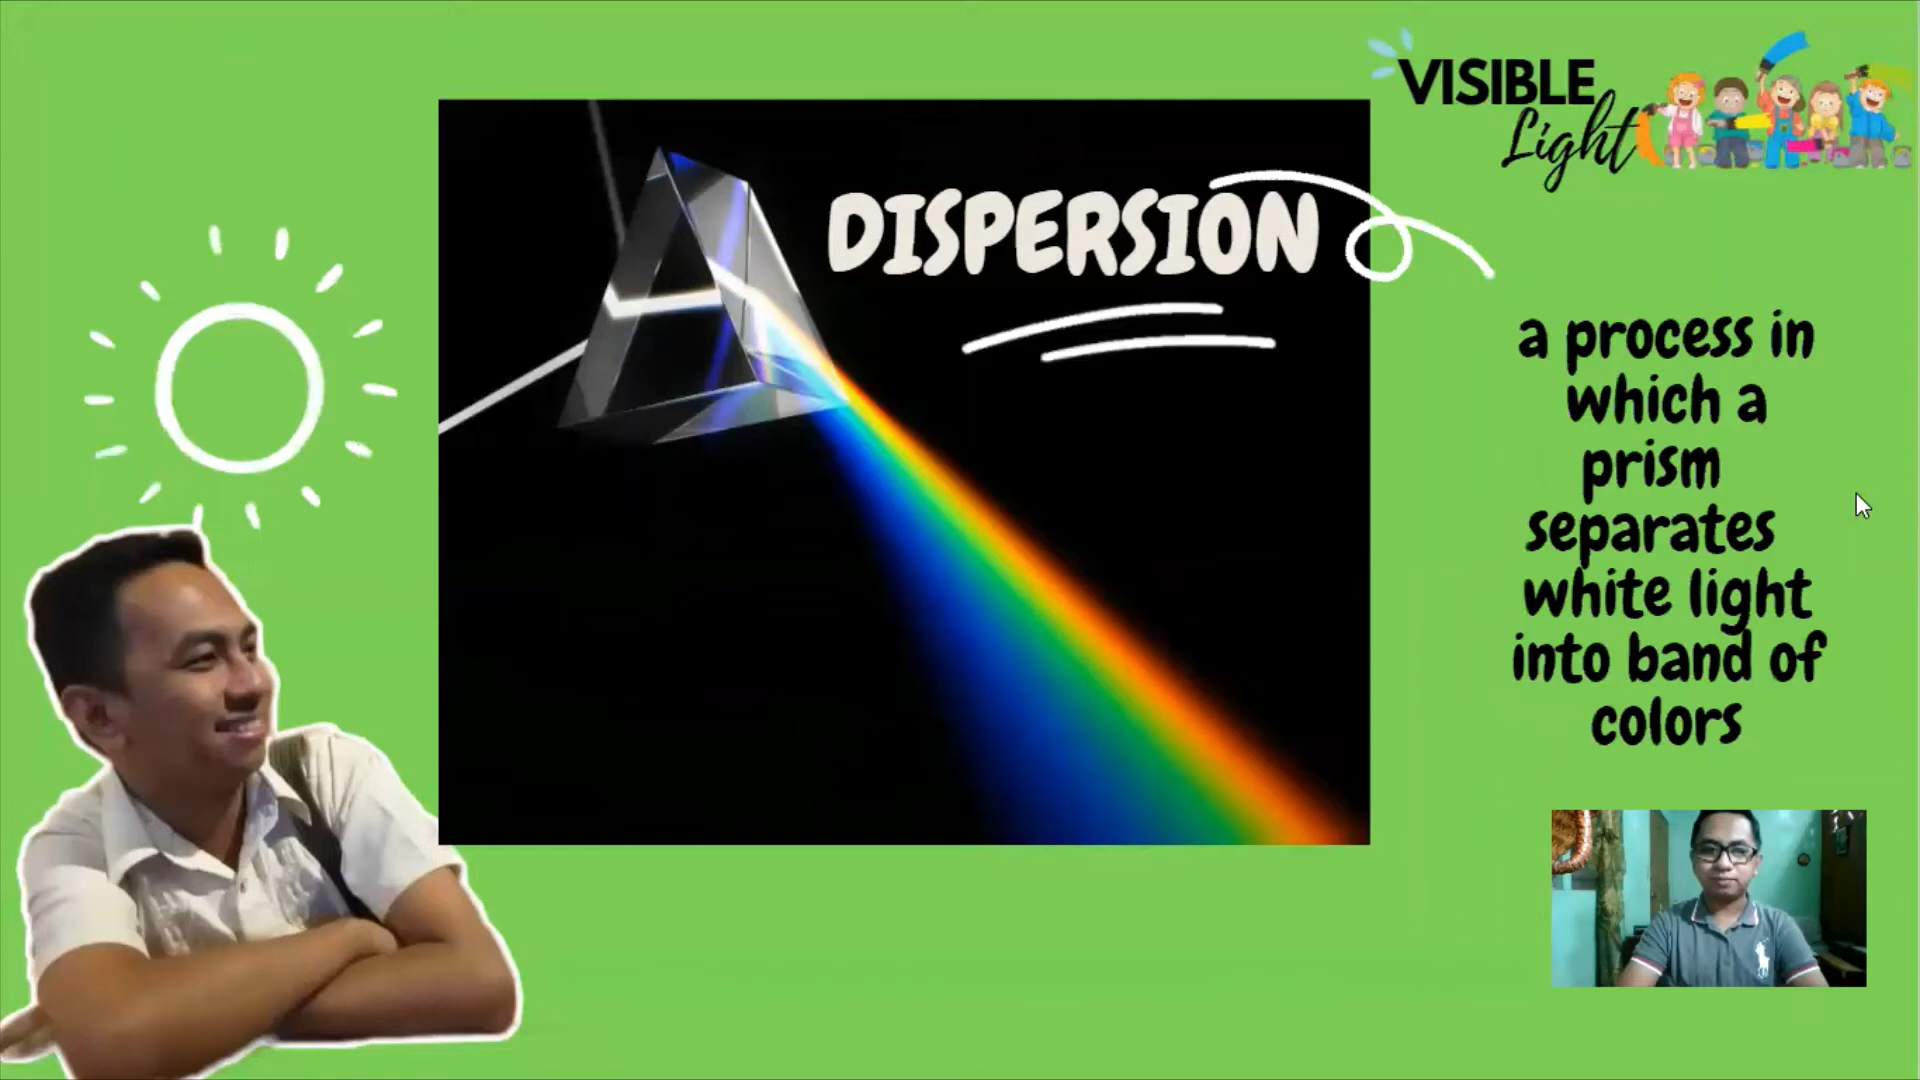 VISIBLE
Light
DISPERSION
a process in
which a
prism
separates
white light
into band of
colors